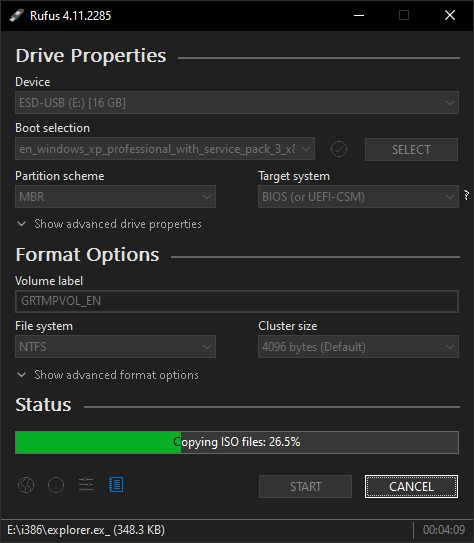 Rufus 4.11.2285
Drive Properties
Device
ESD-USB (E:) [16 GB]
Boot selection
en_windows_xp_professional_with_service_pack_3_x8
SELECT
Partition scheme
Target system
MBR
BIOS (or UEFI-CSM)
?
Show advanced drive properties
Format Options
Volume label
GRTMPVOL_EN
File system
Cluster size
NTFS
4096 bytes (Default)
Show advanced format options
Status
Copying ISO files: 26.5%
START
CANCEL
E:\i386\explorer.ex_ (348.3 KB)
00:04:09